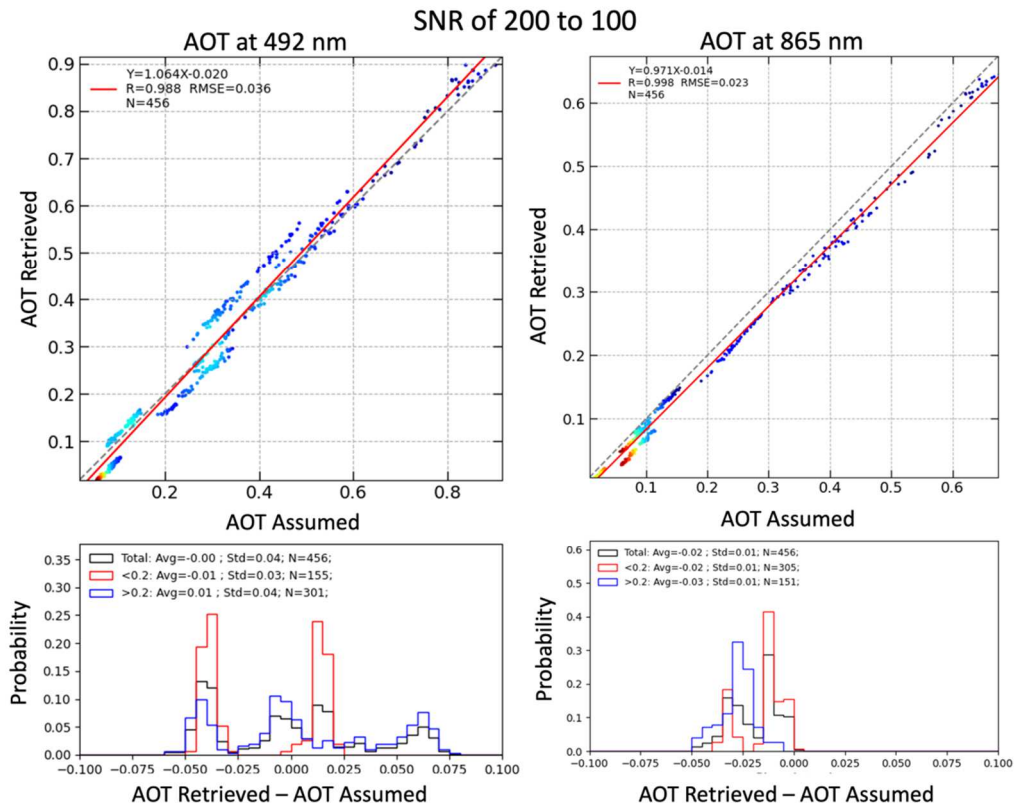 SNR of 200 to 100
AOT at 492 nm
Y=1.064X-0.020
R=0.988 RMSE=0.036
N=456
0.9
0.8
0.7
0.6
0.5
0.4
0.3
0.2
0.1
AOT Retrieved
0.2 0.4 0.6 0.8
AOT Assumed
AOT at 865 nm
Y=0.971X-0.014
R=0.998 RMSE=0.023
N=456
0.6
0.5
0.4
0.3
0.2
0.1
AOT Retrieved
0.1 0.2 0.3 0.4 0.5 0.6
AOT Assumed
Total: Avg=-0.00 ; Std=0.04; N=456;
<0.2: Avg=-0.01 ; Std=0.03; N=155;
>0.2: Avg=0.01 ; Std=0.04; N=301;
0.35
0.30
0.25
0.20
0.15
0.10
0.05
0.00
Probability
−0.100 −0.075 −0.050 −0.025 0.000 0.025 0.050 0.075 0.100
AOT Retrieved – AOT Assumed
Total: Avg=-0.02 ; Std=0.01; N=456;
<0.2: Avg=-0.02 ; Std=0.01; N=305;
>0.2: Avg=-0.03 ; Std=0.01; N=151;
0.6
0.5
0.4
0.3
0.2
0.1
0.0
Probability
−0.100 −0.075 −0.050 −0.025 0.000 0.025 0.050 0.075 0.100
AOT Retrieved – AOT Assumed